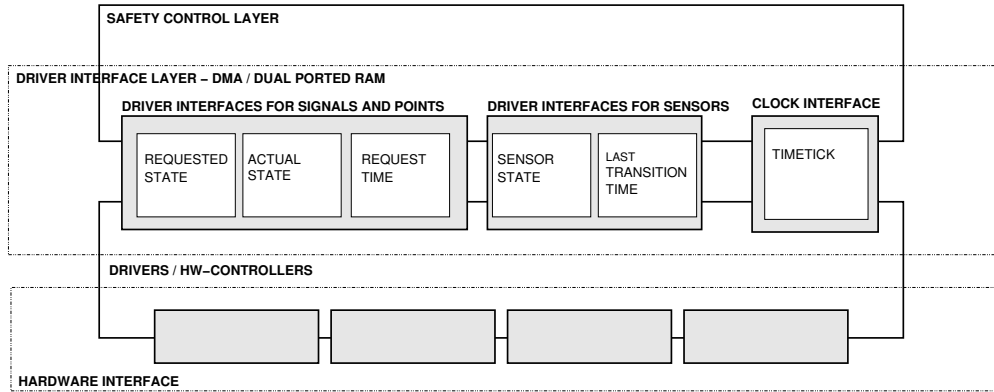 SAFETY CONTROL LAYER
DRIVER INTERFACE LAYER – DMA / DUAL PORTED RAM
DRIVER INTERFACES FOR SIGNALS AND POINTS
DRIVER INTERFACES FOR SENSORS
CLOCK INTERFACE
REQUESTED
STATE
ACTUAL
STATE
REQUEST
TIME
SENSOR
STATE
LAST
TRANSITION
TIME
TIMETICK
DRIVERS / HW–CONTROLLERS
HARDWARE INTERFACE